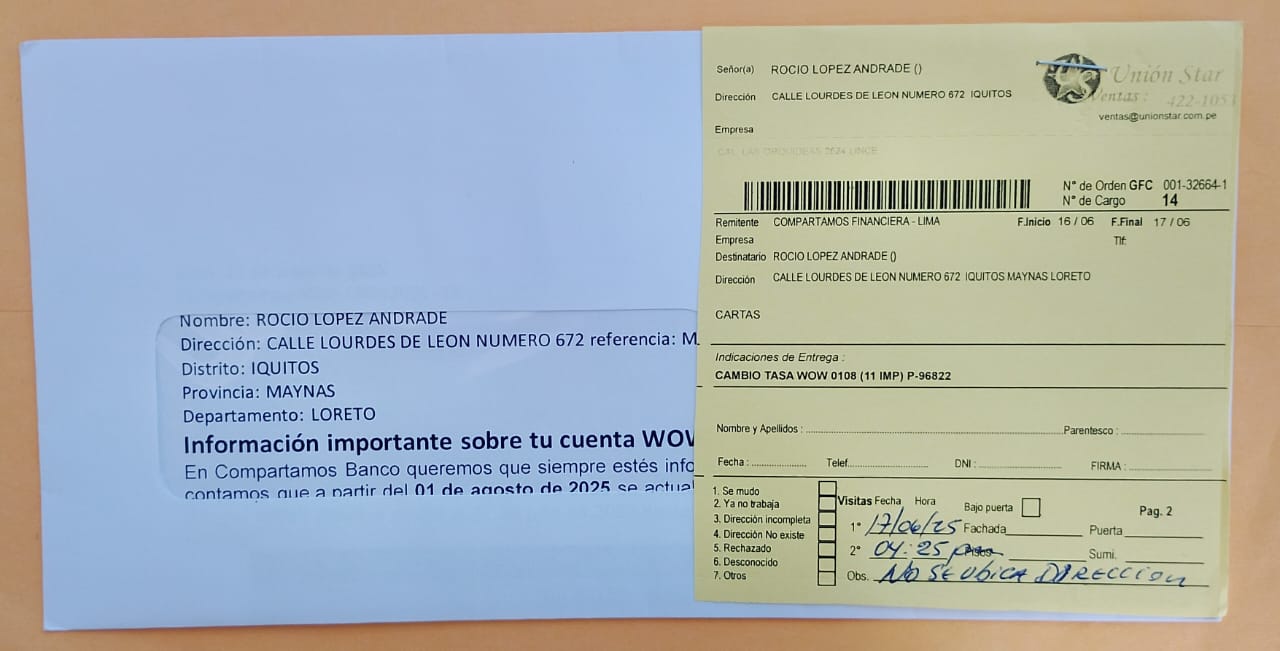 Nombre: ROCIO LOPEZ ANDRADE
Dirección: CALLE LOURDES DE LEON NUMERO 672 referencia: M
Distrito: IQUITOS
Provincia: MAYNAS
Departamento: LORETO
Información importante sobre tu cuenta WOW
En Compartamos Banco queremos que siempre estés info
contamos que a partir del 01 de agosto de 2025 se actual
Señor(a) ROCIO LOPEZ ANDRADE ()
Dirección CALLE LOURDES DE LEON NUMERO 672 IQUITOS
Empresa
CAL. LAS ORQUIDEAS 2624 LINCE
Unión Star
Ventas: 422-1053
ventas@unionstar.com.pe
N° de Orden GFC 001-32664-1
N° de Cargo 14
Remitente COMPARTAMOS FINANCIERA - LIMA F.Inicio 16 / 06 F.Final 17 / 06
Empresa Tlf:
Destinatario ROCIO LOPEZ ANDRADE ()
Dirección CALLE LOURDES DE LEON NUMERO 672 IQUITOS MAYNAS LORETO
CARTAS
Indicaciones de Entrega :
CAMBIO TASA WOW 0108 (11 IMP) P-96822
Nombre y Apellidos : Parentesco :
Fecha : Telef. DNI : FIRMA :
1. Se mudo
2. Ya no trabaja
3. Dirección incompleta
4. Dirección No existe
5. Rechazado
6. Desconocido
7. Otros
Visitas Fecha Hora Bajo puerta Pag. 2
1° 17/06/25 Fachada Puerta
2° 04:25 pm Pisos Sumi.
Obs. NO SE UBICA DIRECCION